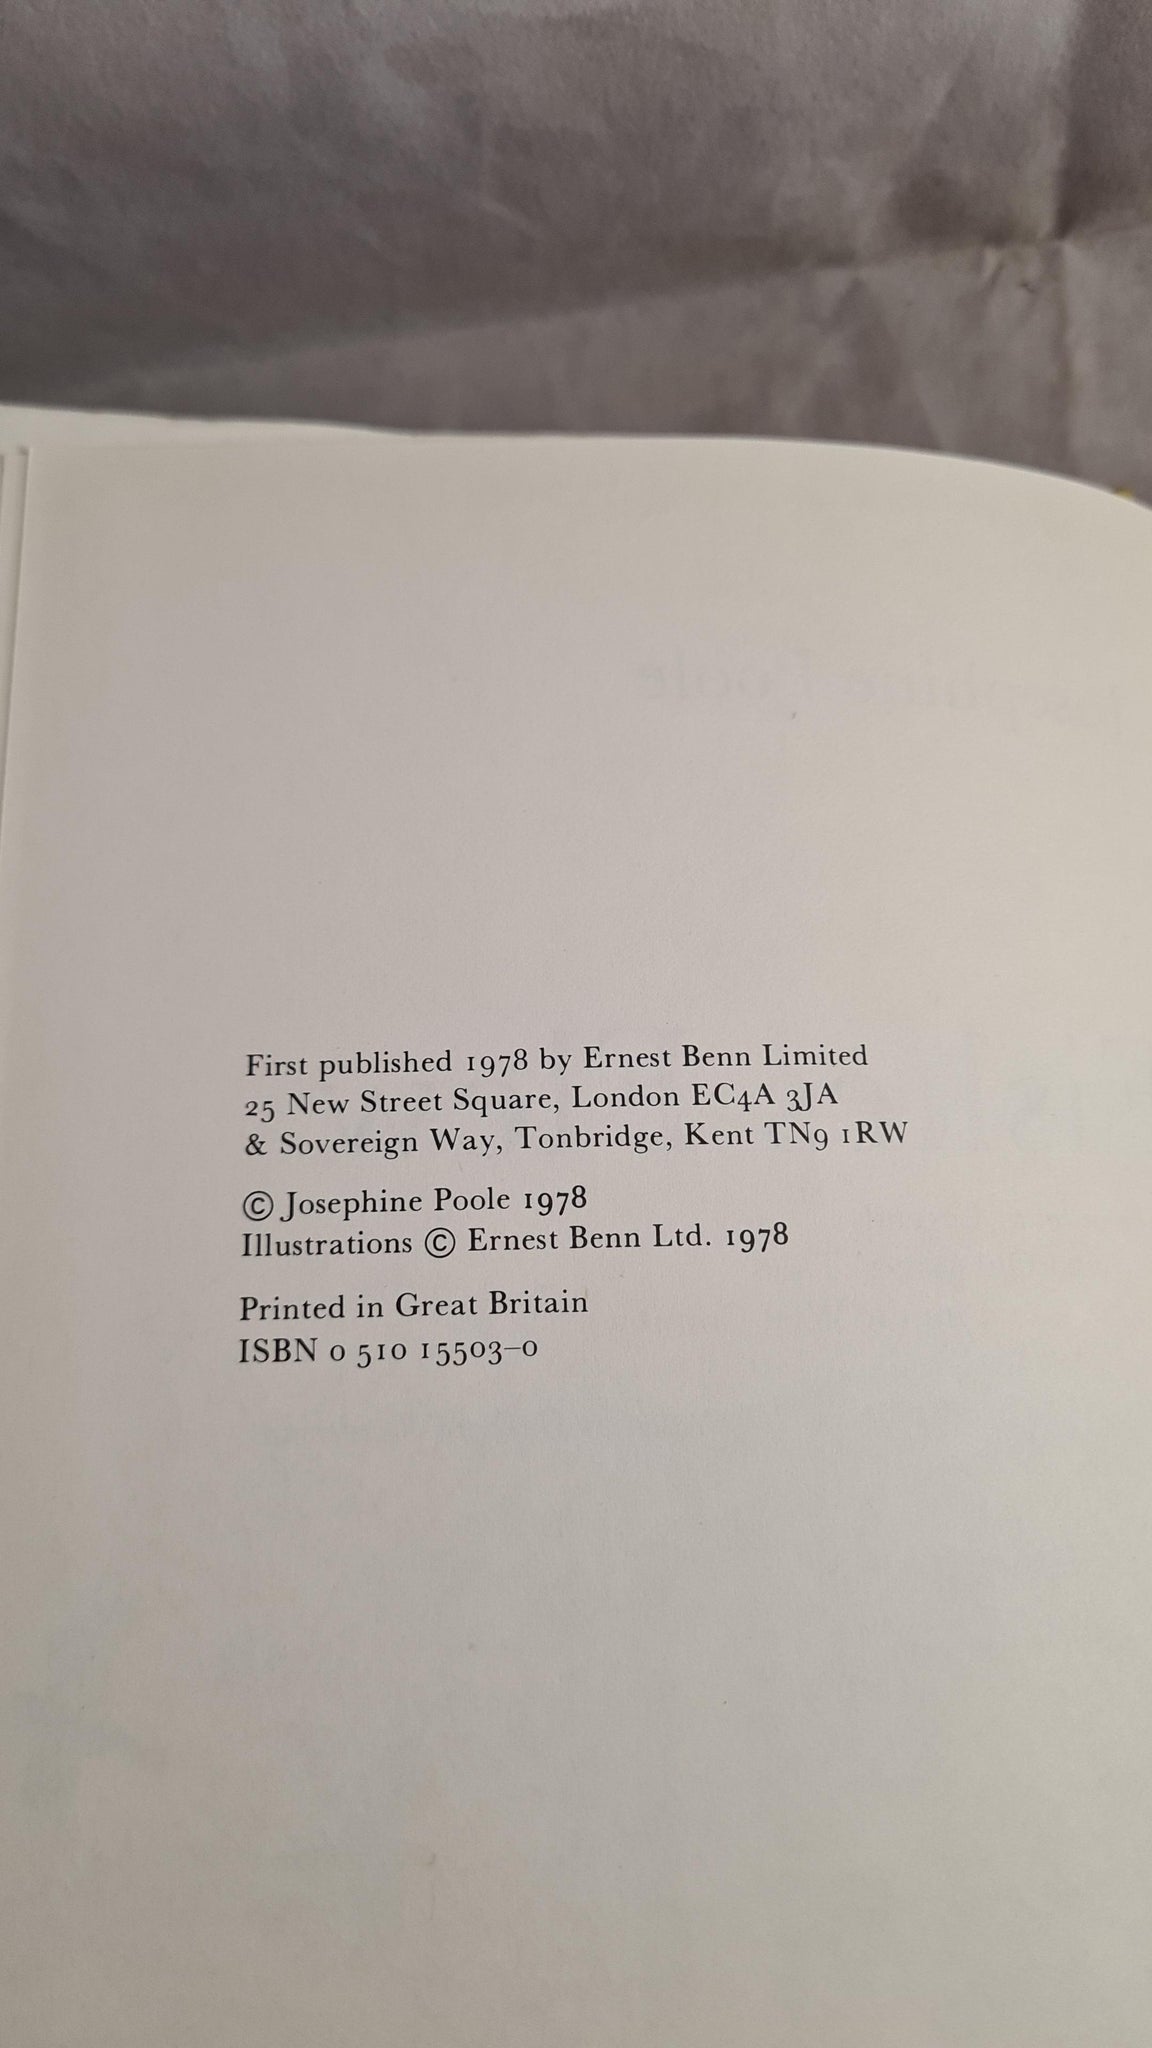 First published 1978 by Ernest Benn Limited
25 New Street Square, London EC4A 3JA
& Sovereign Way, Tonbridge, Kent TN9 1RW
© Josephine Poole 1978
Illustrations © Ernest Benn Ltd. 1978
Printed in Great Britain
ISBN 0 510 15503–0